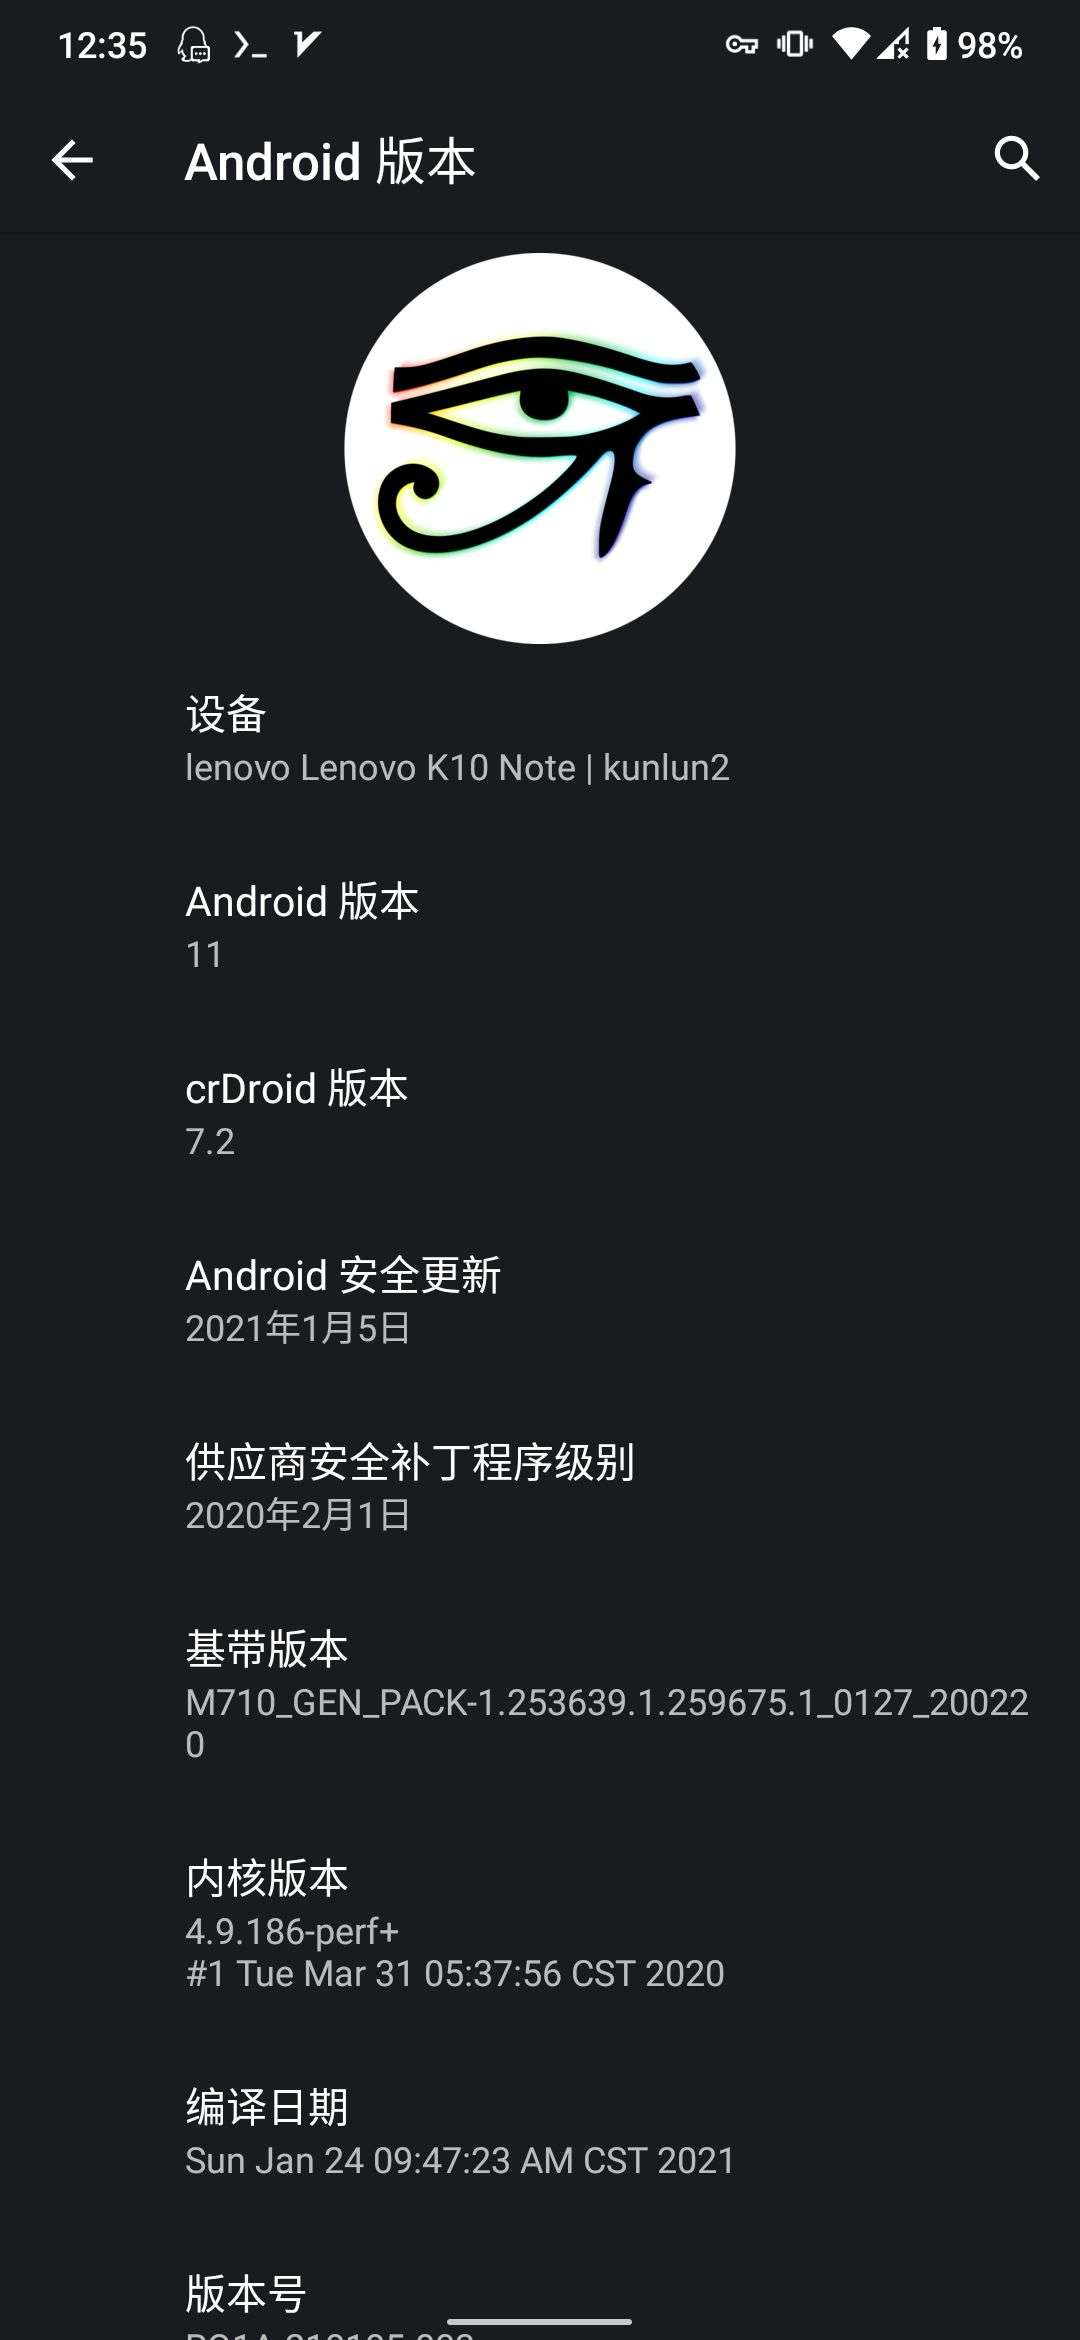 12:35
98%
Android 版本
设备
lenovo Lenovo K10 Note | kunlun2
Android 版本
11
crDroid 版本
7.2
Android 安全更新
2021年1月5日
供应商安全补丁程序级别
2020年2月1日
基带版本
M710_GEN_PACK-1.253639.1.259675.1_0127_20022
0
内核版本
4.9.186-perf+
#1 Tue Mar 31 05:37:56 CST 2020
编译日期
Sun Jan 24 09:47:23 AM CST 2021
版本号